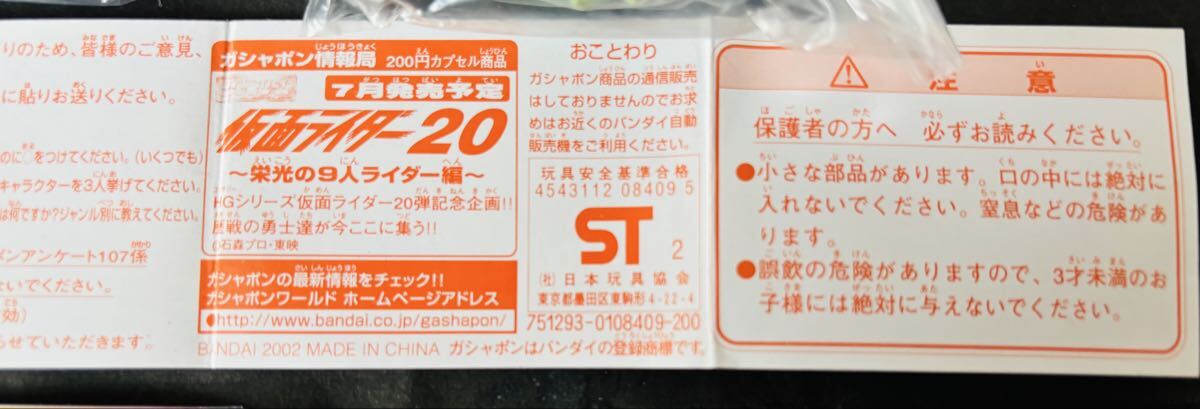 りのため、皆様のご意見、
に貼りお送りください。
のに○をつけてください。(いくつでも)
キャラクターを3人挙げてください。
は何ですか?ジャンル別に教えてください。
ンアンケート107係
いでください。
効)
らせていただきます。
ガシャポン情報局 200円カプセル商品
7月発売予定
仮面ライダー20
~栄光の9人ライダー編~
HGシリーズ仮面ライダー20弾記念企画!!
歴戦の勇士達が今ここに集う!!
©石森プロ・東映
ガシャポンの最新情報をチェック!!
ガシャポンワールド ホームページアドレス
●http://www.bandai.co.jp/gashapon/
BANDAI 2002 MADE IN CHINA ガシャポンはバンダイの登録商標です。
おことわり
ガシャポン商品の通信販売
はしておりませんのでお求
めはお近くのバンダイ自動
販売機をご利用ください。
玩具安全基準合格
4543112 08409 5
ST 2
(社)日本玩具協会
東京都墨田区東駒形4-22-4
751293-0108409-200
注意
保護者の方へ 必ずお読みください。
●小さな部品があります。口の中には絶対に
入れないでください。窒息などの危険があ
ります。
●誤飲の危険がありますので、3才未満のお
子様には絶対に与えないでください。